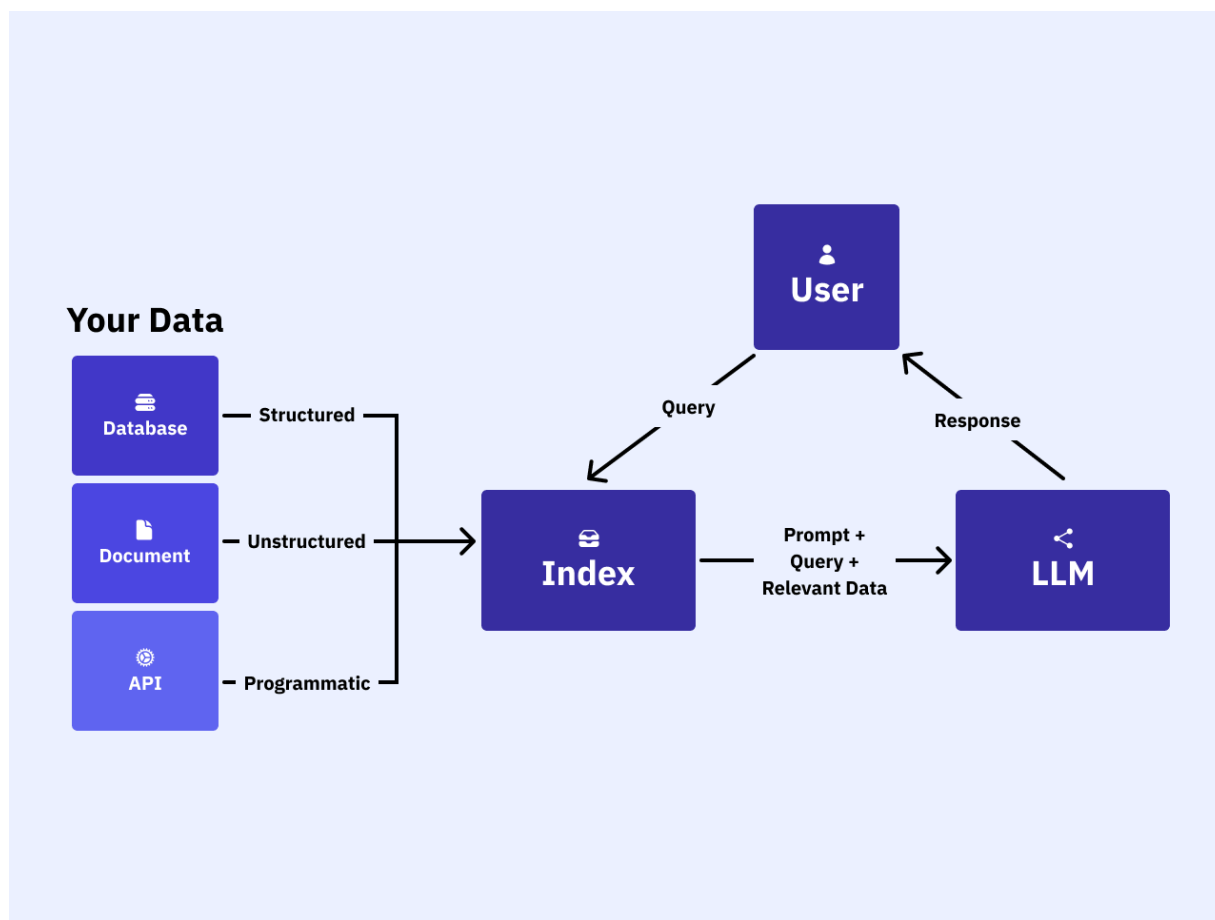 Your Data
Database
Structured
Document
Unstructured
API
Programmatic
User
Query
Response
Index
Prompt +
Query +
Relevant Data
LLM